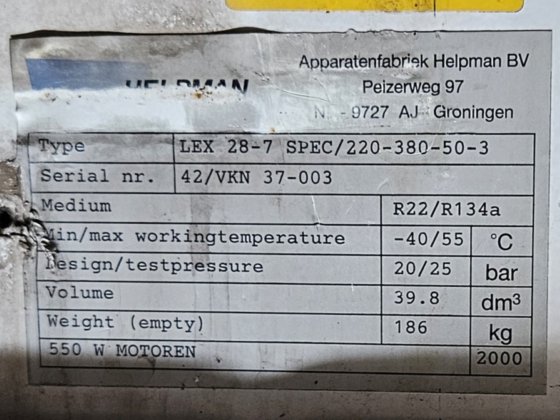 HELPMAN
Apparatenfabriek Helpman BV
Peizerweg 97
N - 9727 AJ Groningen
Type LEX 28-7 SPEC/220-380-50-3
Serial nr. 42/VKN 37-003
Medium R22/R134a
Min/max workingtemperature -40/55 °C
Design/testpressure 20/25 bar
Volume 39.8 dm³
Weight (empty) 186 kg
550 W MOTOREN 2000